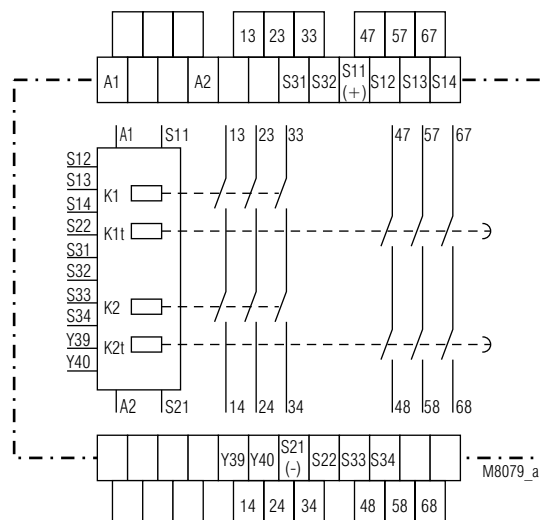 13 23 33 47 57 67
A1 A2 S31 S32 S11 (+) S12 S13 S14
A1 S11 13 23 33 47 57 67
S12
S13
S14
S22
S31
S32
S33
S34
Y39
Y40
K1
K1t
K2
K2t
A2 S21 14 24 34 48 58 68
Y39 Y40 S21 (-) S22 S33 S34
M8079_a
14 24 34 48 58 68